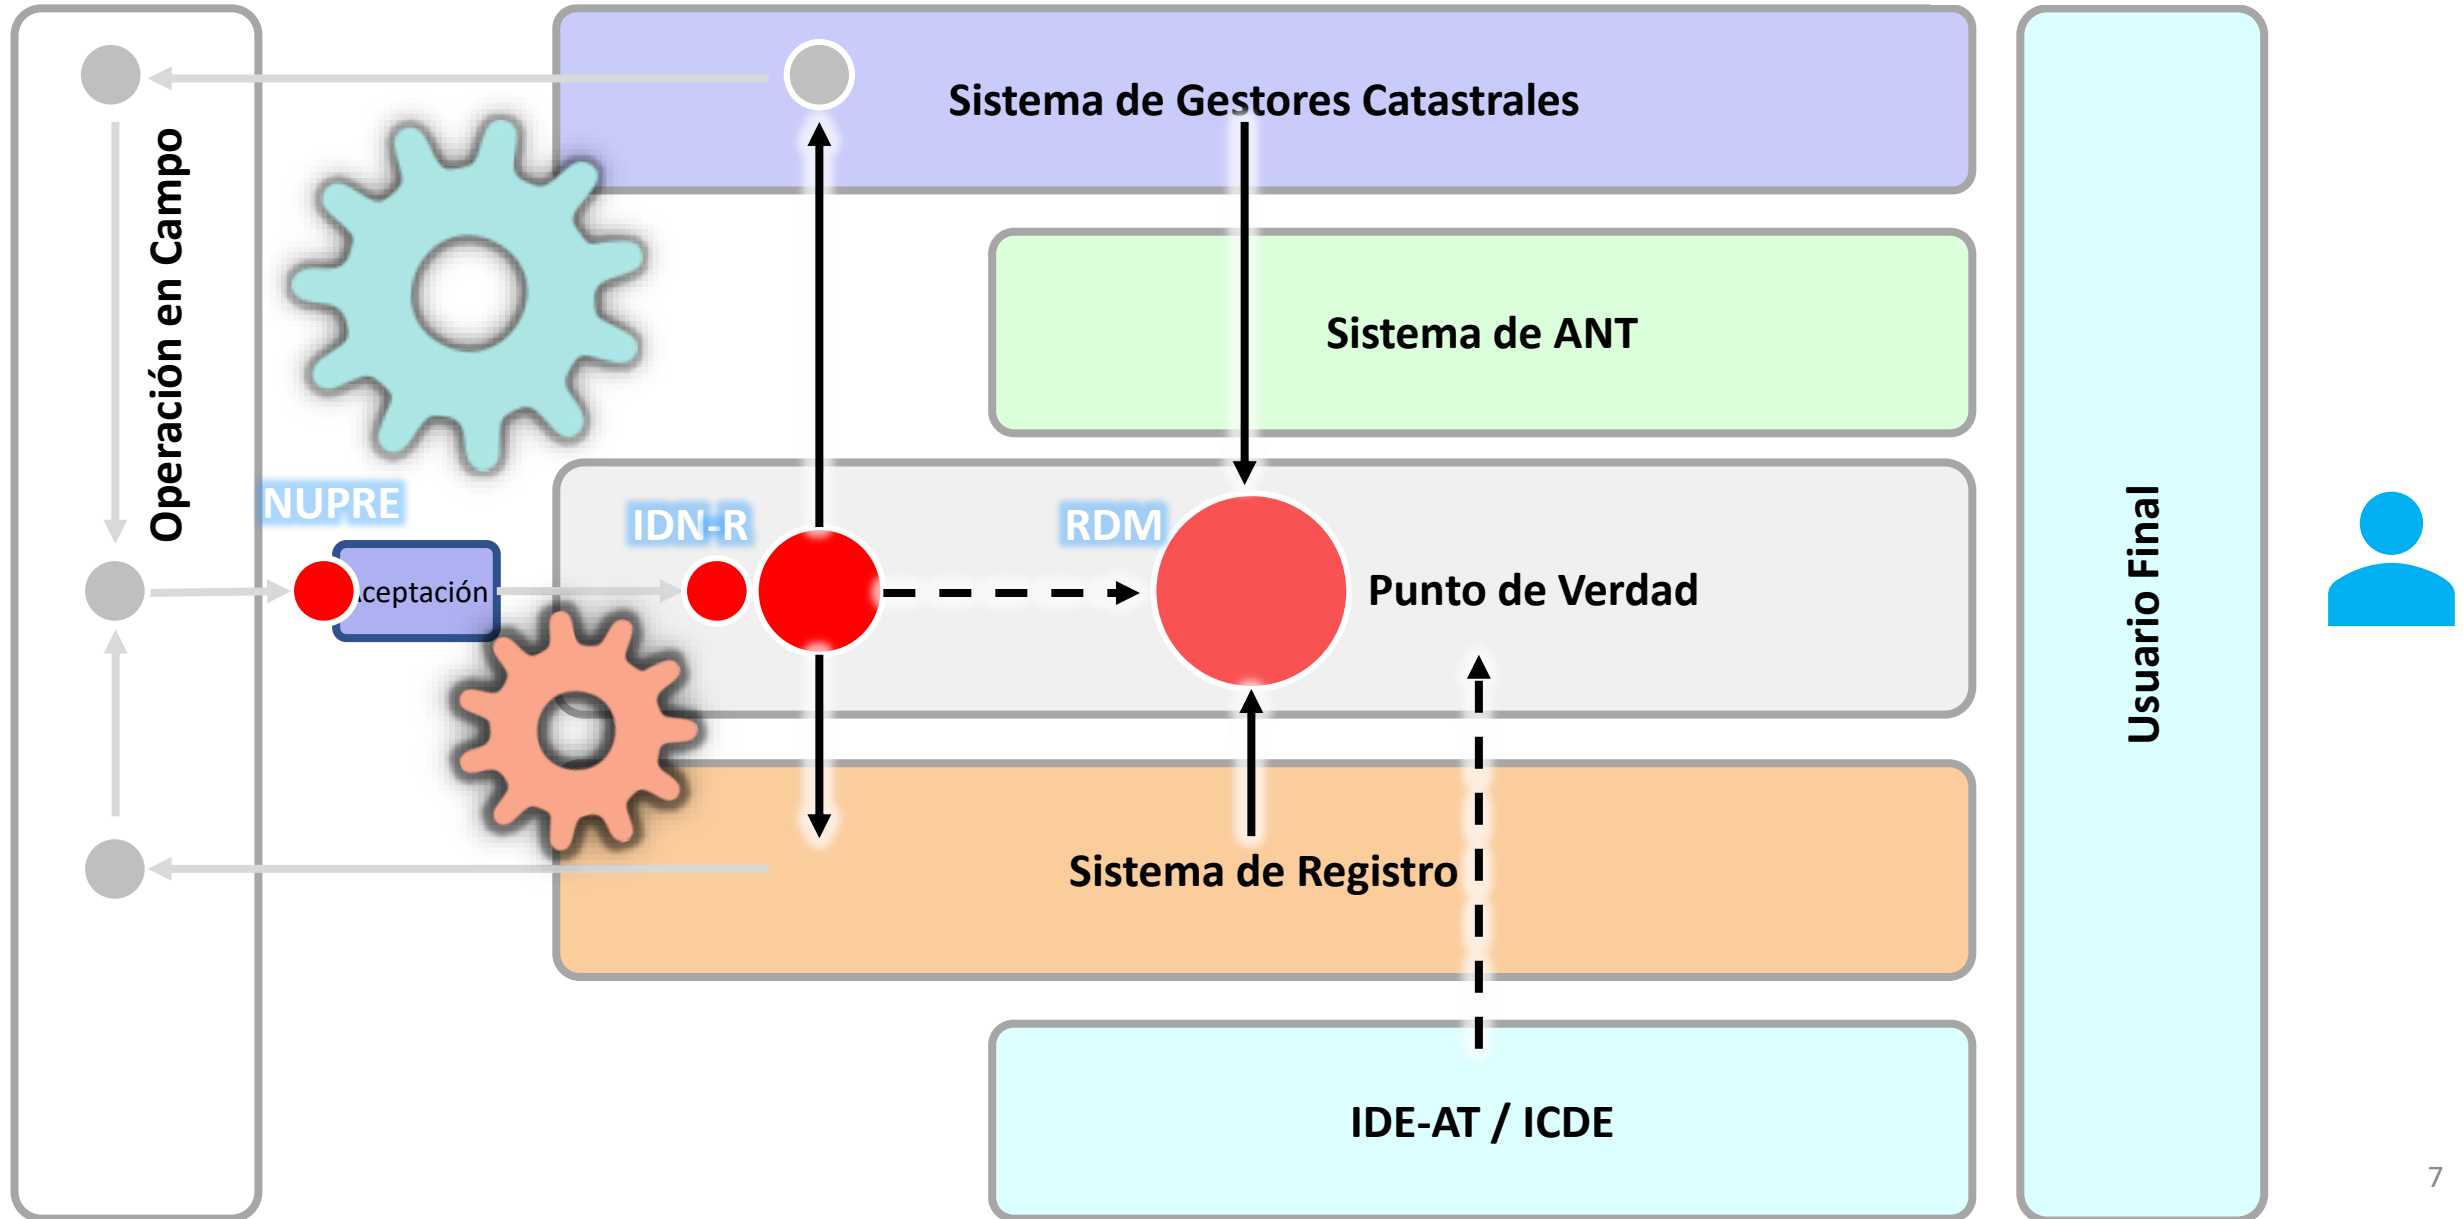 Sistema de Gestores Catastrales
Operación en Campo
Sistema de ANT
NUPRE
IDN-R
RDM
Aceptación
Punto de Verdad
Usuario Final
Sistema de Registro
IDE-AT / ICDE
7